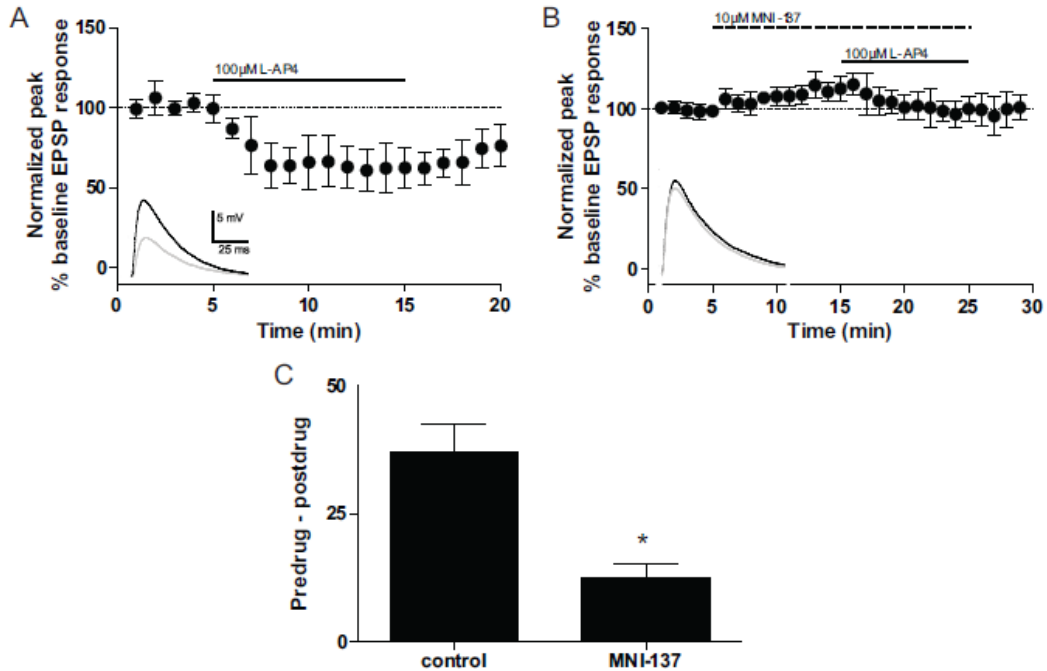 A
Normalized peak
% baseline EPSP response
150
100
50
0
100µM L-AP4
5 mV
25 ms
0
5
10
15
20
Time (min)
B
Normalized peak
% baseline EPSP response
150
100
50
0
10µM MNI-137
100µM L-AP4
0
5
10
15
20
25
30
Time (min)
C
Predrug - postdrug
50
25
0
*
control
MNI-137